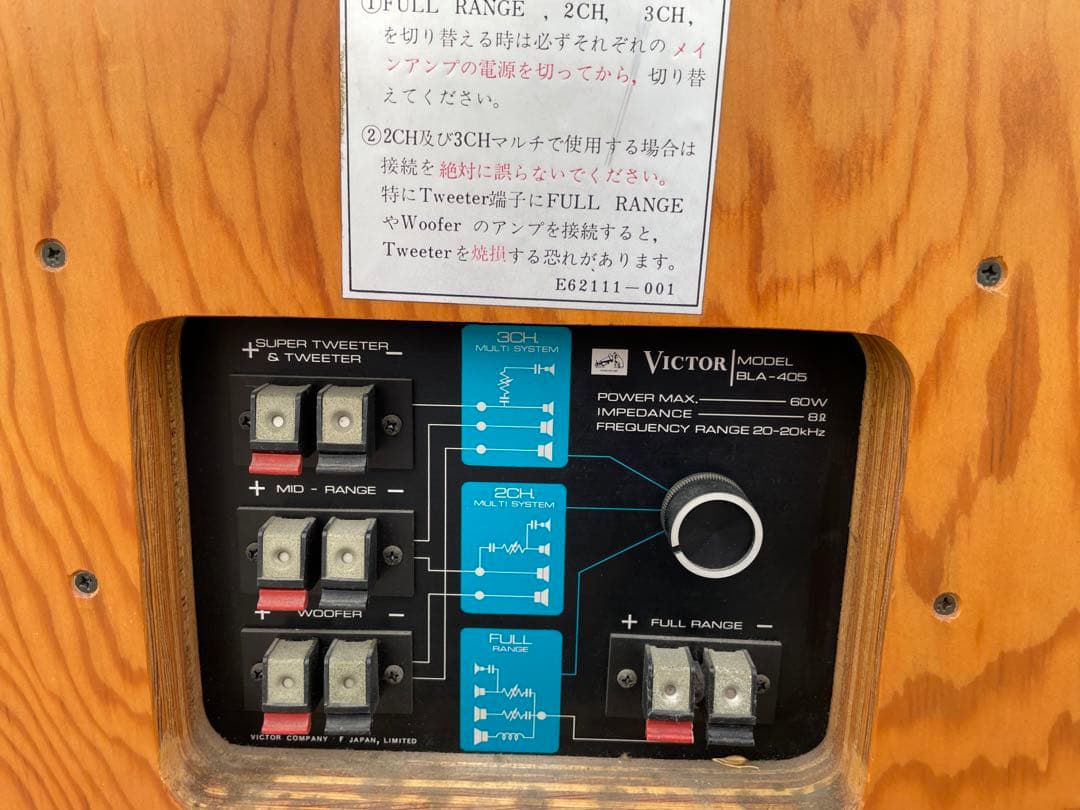 ①FULL RANGE , 2CH, 3CH,
を切り替える時は必ずそれぞれのメイ
ンアンプの電源を切ってから, 切り替
えてください。
②2CH及び3CHマルチで使用する場合は
接続を絶対に誤らないでください。
特にTweeter端子にFULL RANGE
やWoofer のアンプを接続すると,
Tweeterを焼損する恐れがあります。
E62111-001
+ SUPER TWEETER
& TWEETER -
3CH.
MULTI SYSTEM
VICTOR MODEL
BLA-405
POWER MAX. 60W
IMPEDANCE 8Ω
FREQUENCY RANGE 20-20kHz
+ MID - RANGE -
2CH.
MULTI SYSTEM
+ WOOFER -
FULL
RANGE
+ FULL RANGE -
VICTOR COMPANY F JAPAN, LIMITED